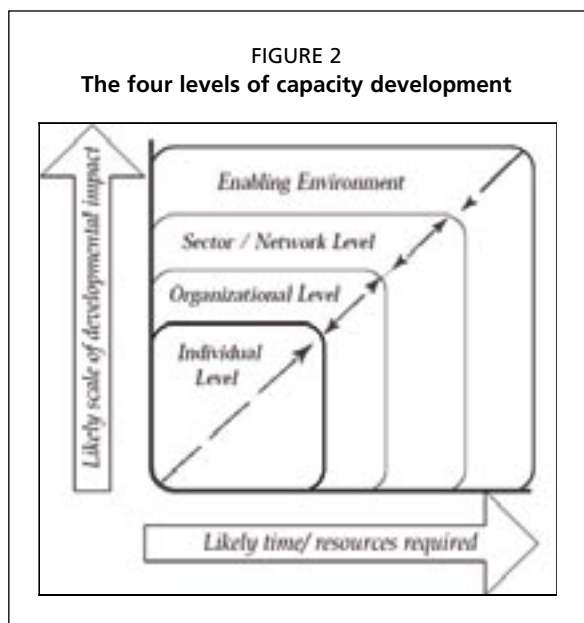 FIGURE 2
The four levels of capacity development
Likely scale of developmental impact
Enabling Environment
Sector / Network Level
Organizational Level
Individual
Level
Likely time/ resources required